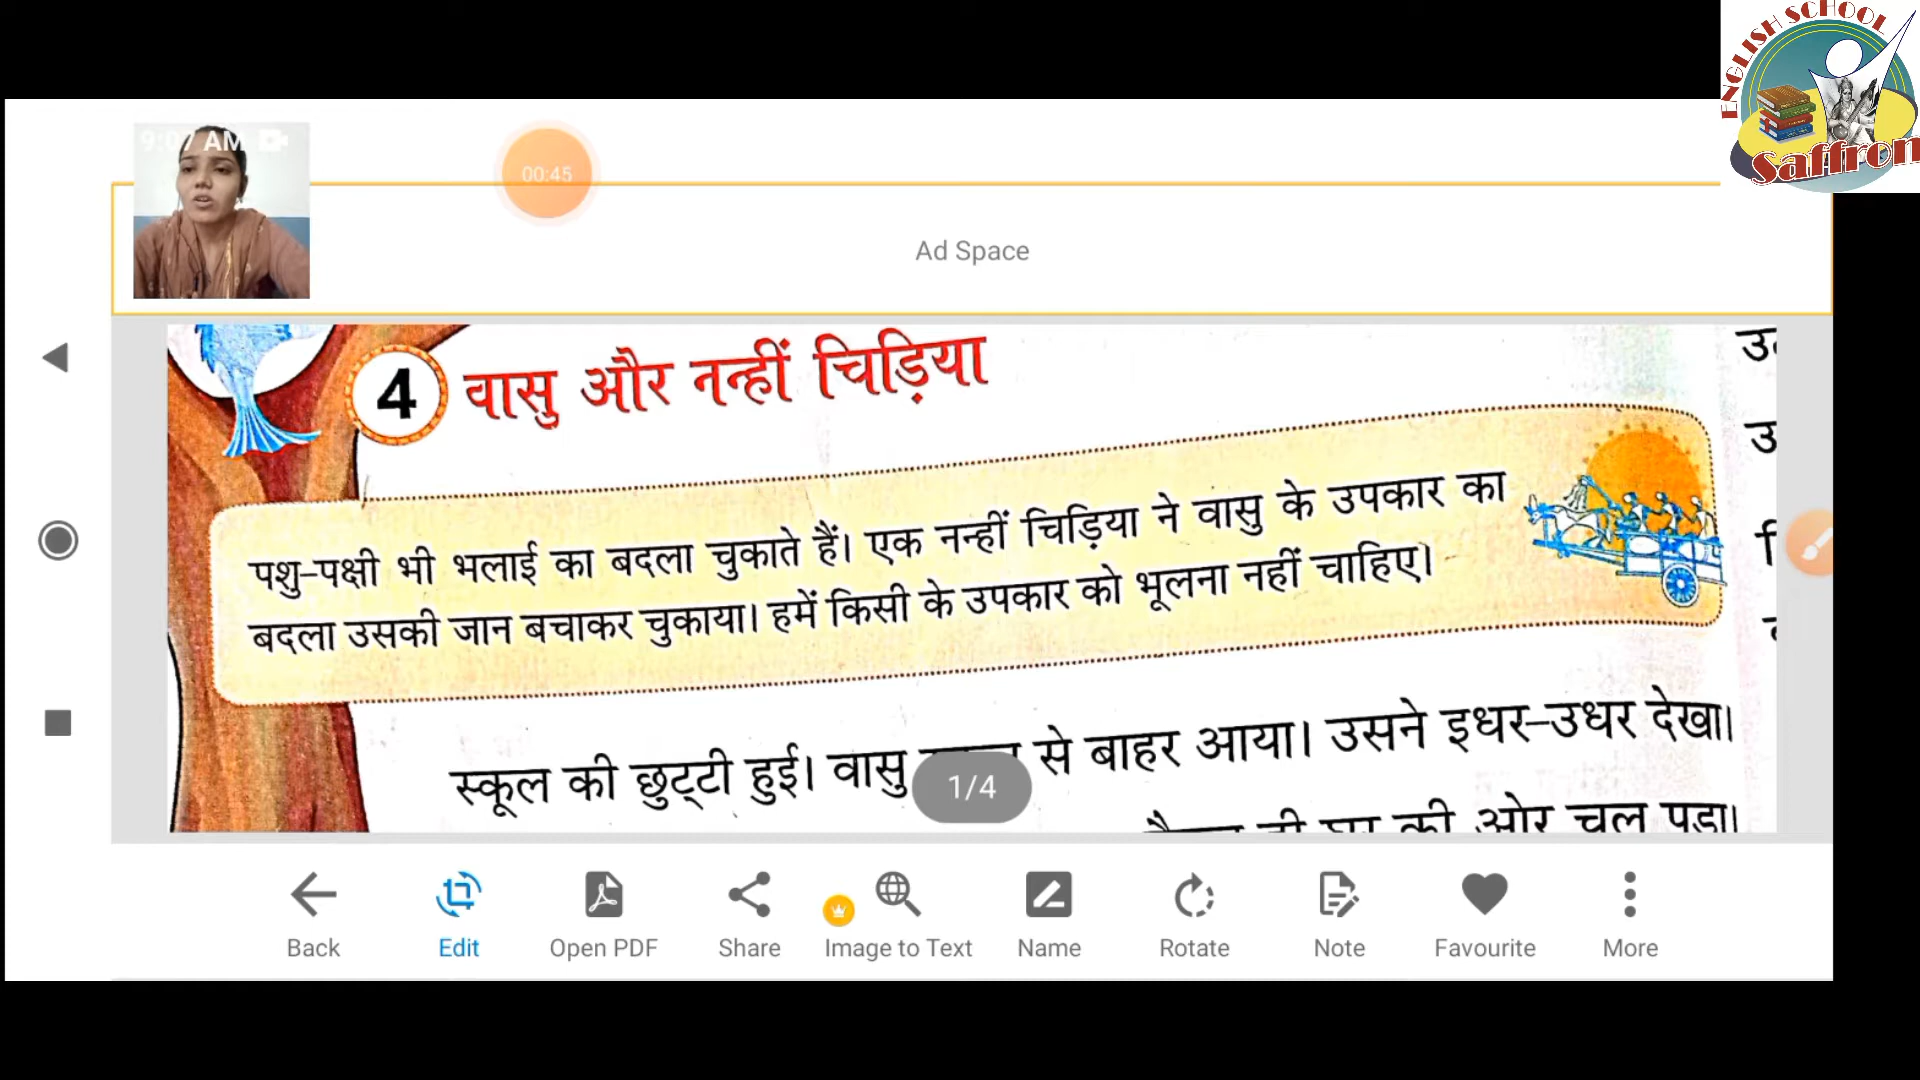 ENGLISH SCHOOL
Saffron
9:07 AM
00:45
Ad Space
4 वासु और नन्हीं चिड़िया
पशु-पक्षी भी भलाई का बदला चुकाते हैं। एक नन्हीं चिड़िया ने वासु के उपकार का
बदला उसकी जान बचाकर चुकाया। हमें किसी के उपकार को भूलना नहीं चाहिए।
स्कूल की छुट्टी हुई। वासु से बाहर आया। उसने इधर-उधर देखा।
1/4
ही घर की ओर चल पड़ा।
Back Edit Open PDF Share Image to Text Name Rotate Note Favourite More